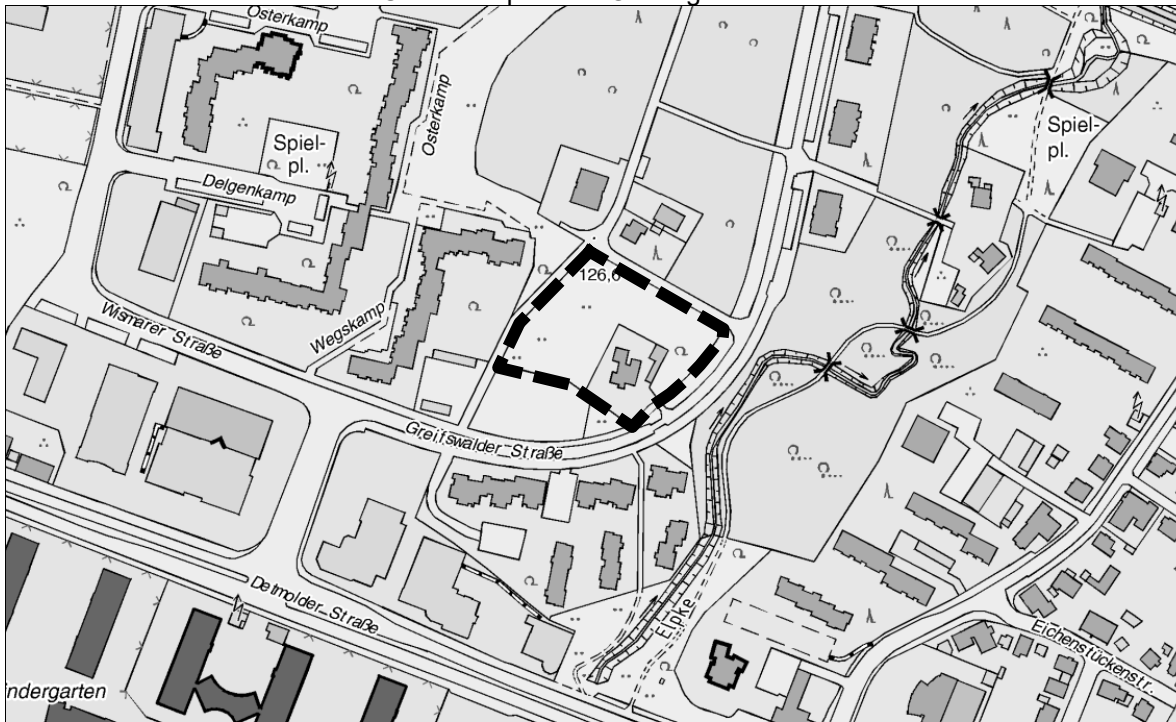 Osterkamp
Osterkamp
Spiel-
pl.
Spiel-
pl.
Delgenkamp
126,6
Wegskamp
Wismarer Straße
Greifswalder Straße
Detmolder Straße
Elpke
Eichenstückenstr.
indergarten